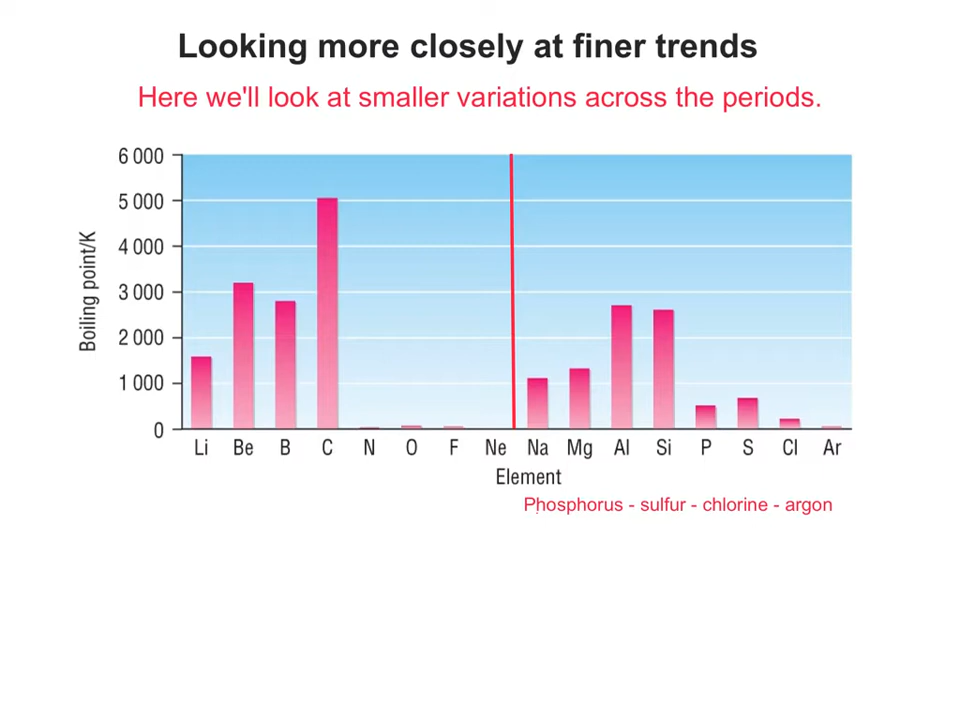 Looking more closely at finer trends
Here we'll look at smaller variations across the periods.
6 000
5 000
4 000
3 000
2 000
1 000
0
Boiling point/K
Li Be B C N O F Ne Na Mg Al Si P S Cl Ar
Element
Phosphorus - sulfur - chlorine - argon